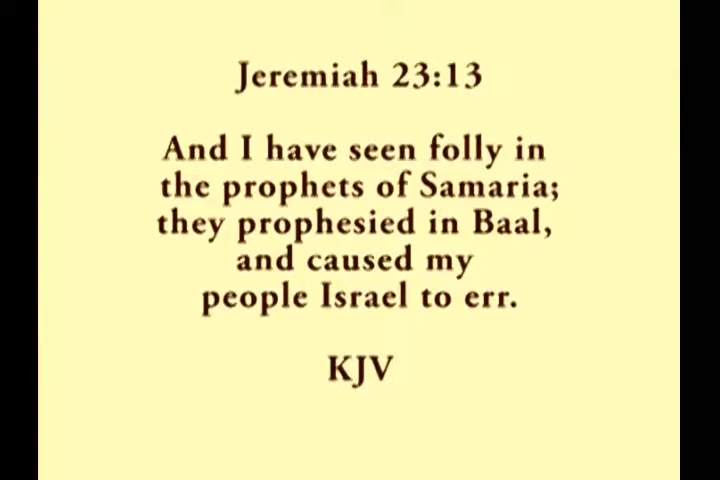 Jeremiah 23:13
And I have seen folly in
the prophets of Samaria;
they prophesied in Baal,
and caused my
people Israel to err.
KJV